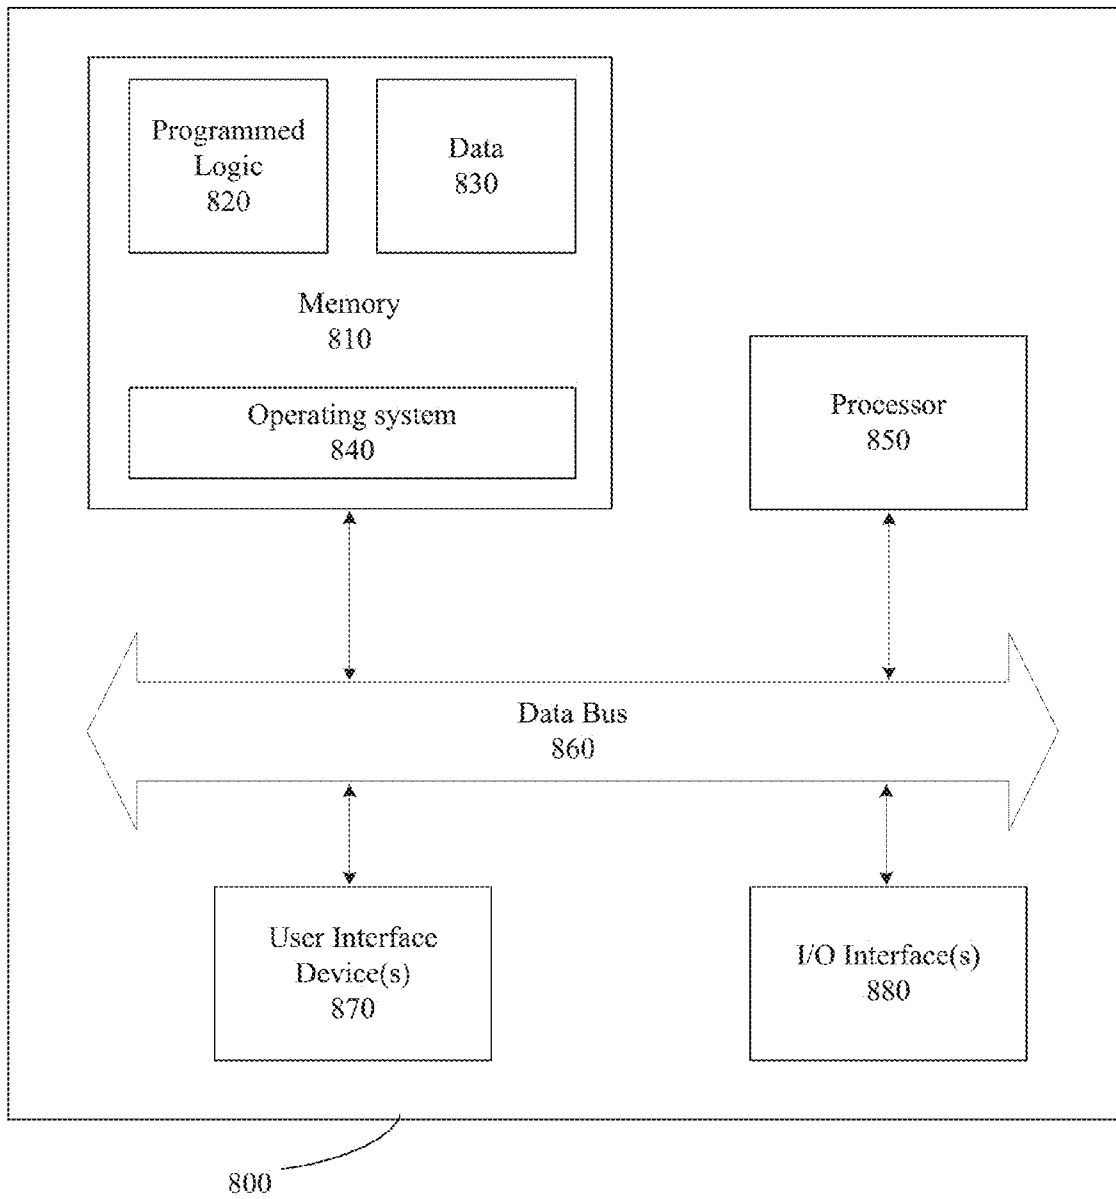 Programmed
Logic
820
Data
830
Memory
810
Operating system
840
Processor
850
Data Bus
860
User Interface
Device(s)
870
I/O Interface(s)
880
800